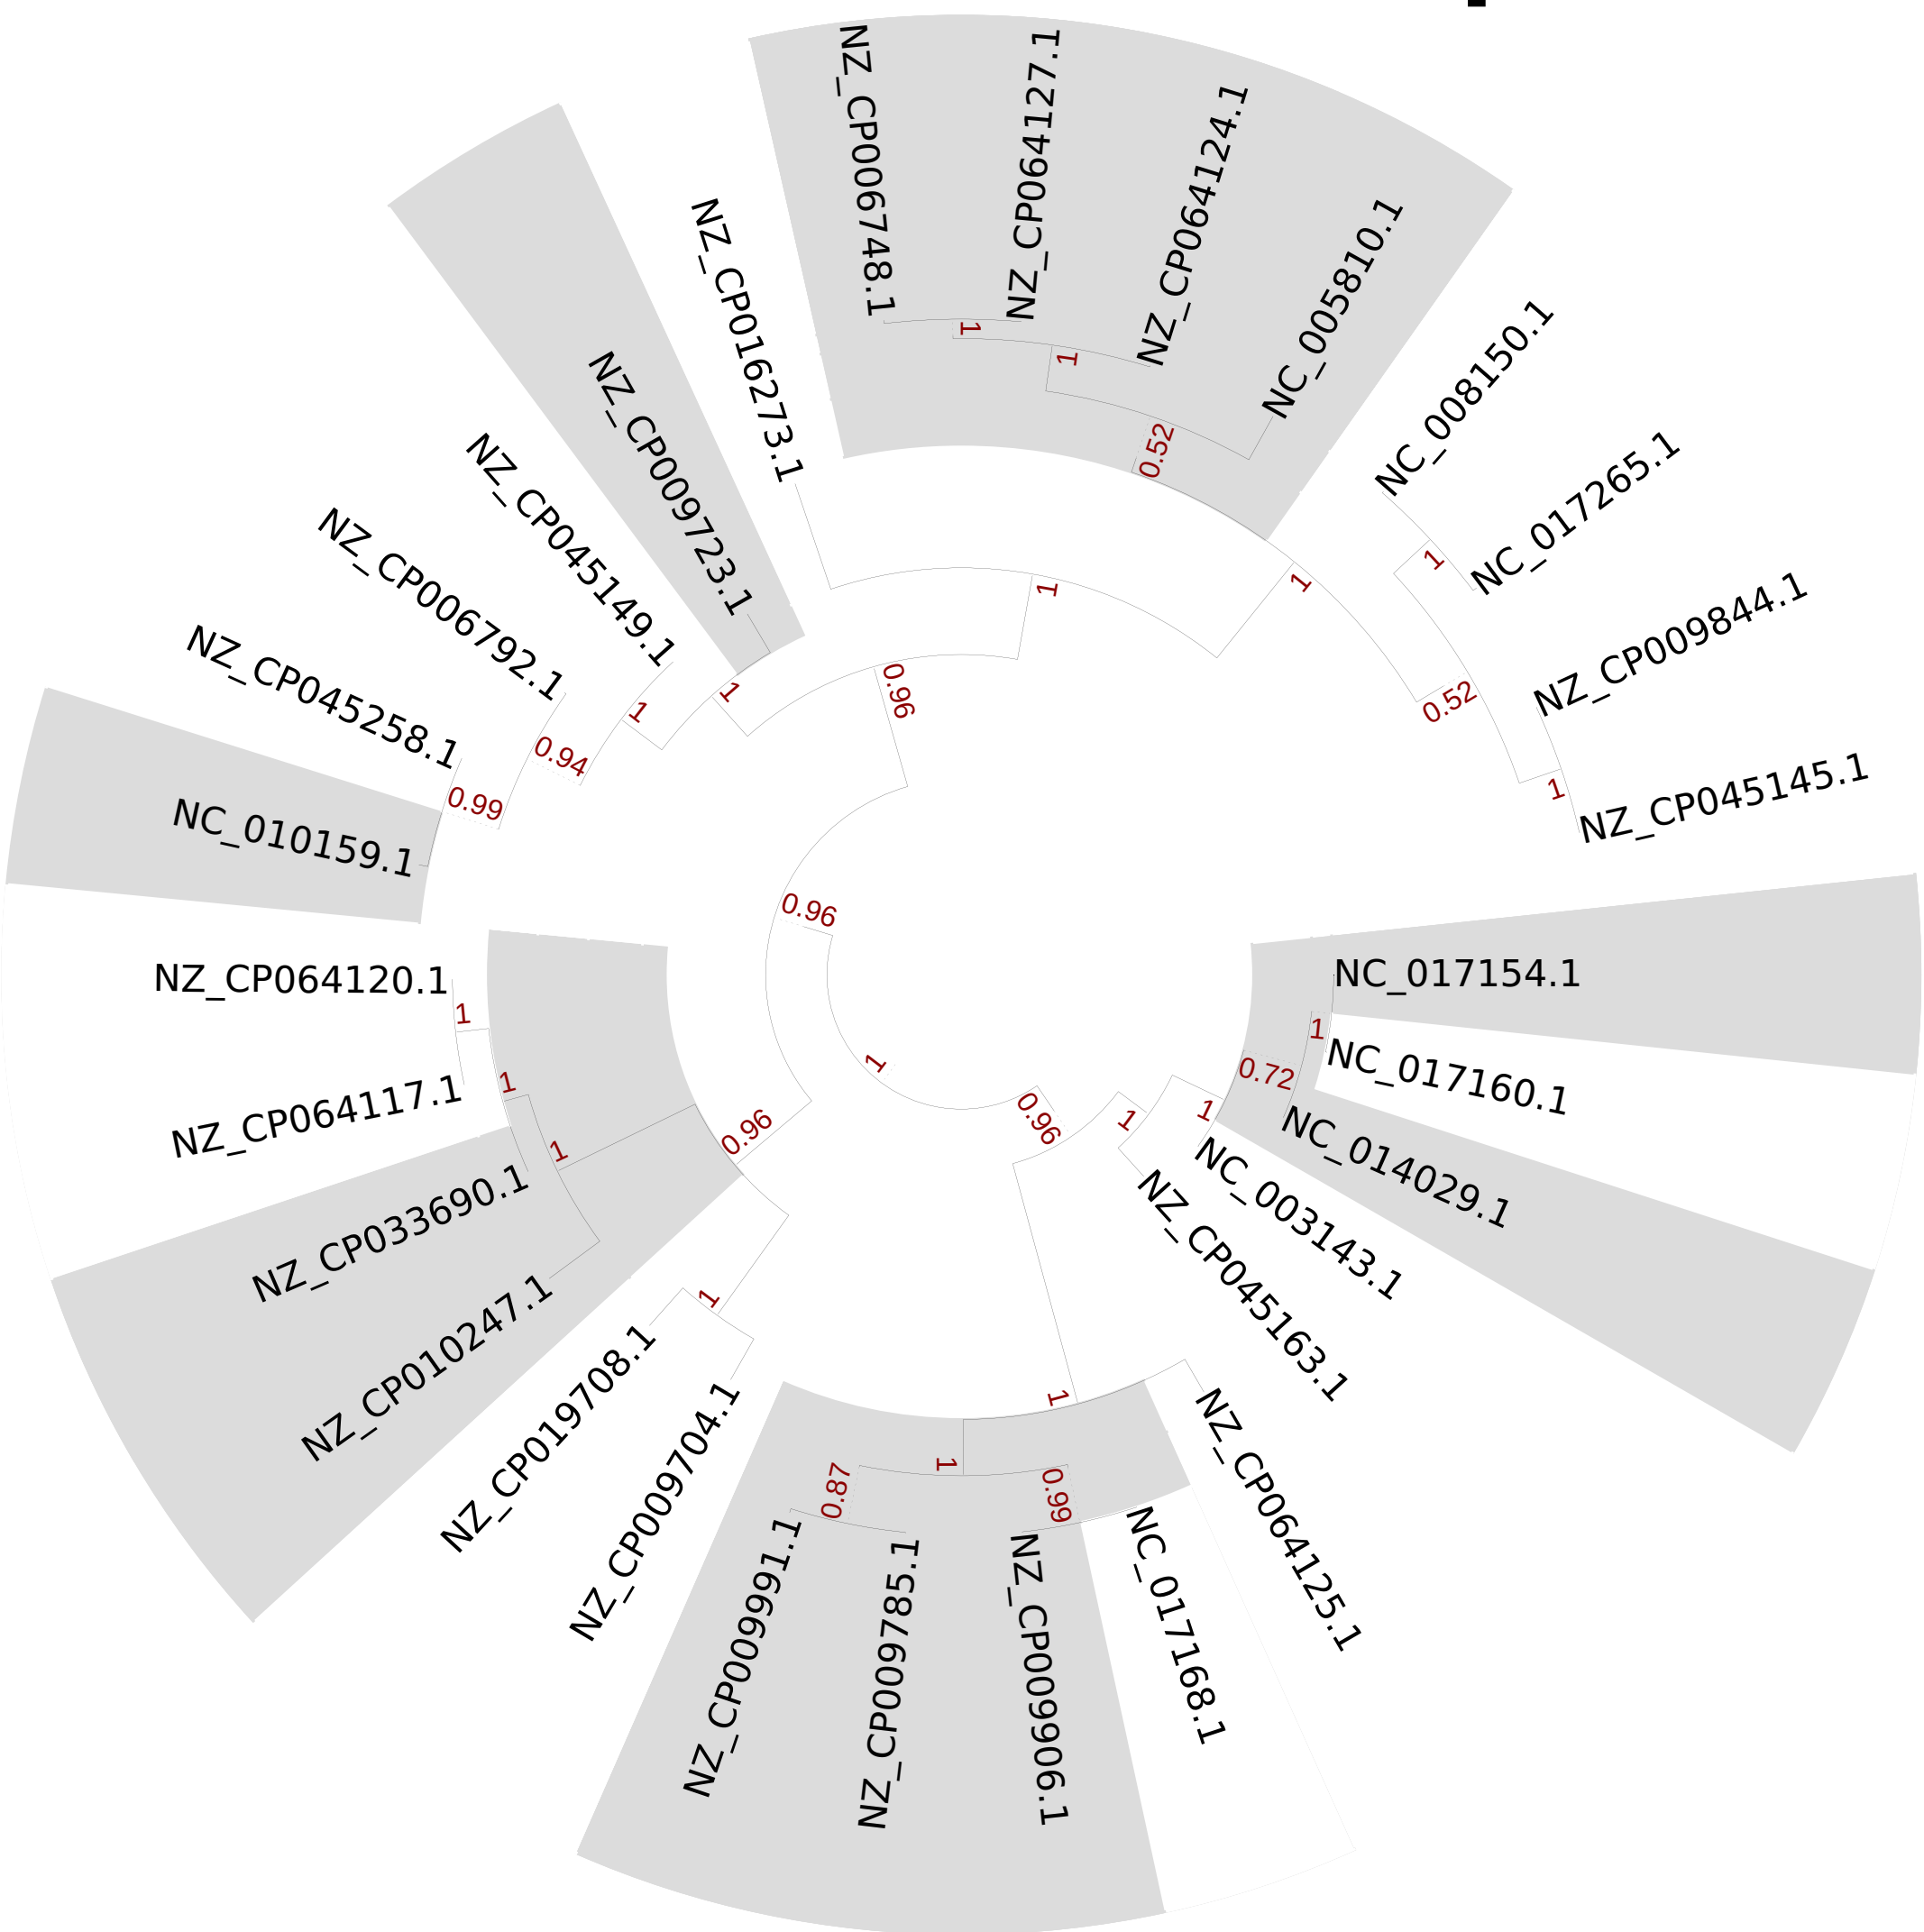 NZ_CP006748.1
NZ_CP064127.1
NZ_CP064124.1
NC_005810.1
NC_008150.1
NC_017265.1
NZ_CP009844.1
NZ_CP045145.1
NC_017154.1
NC_017160.1
NC_014029.1
NC_003143.1
NZ_CP045163.1
NZ_CP064125.1
NC_017168.1
NZ_CP009906.1
NZ_CP009785.1
NZ_CP009991.1
NZ_CP009704.1
NZ_CP019708.1
NZ_CP010247.1
NZ_CP033690.1
NZ_CP064117.1
NZ_CP064120.1
NC_010159.1
NZ_CP045258.1
NZ_CP006792.1
NZ_CP045149.1
NZ_CP009723.1
NZ_CP016273.1
1
1
0.52
1
1
0.52
1
1
1
0.72
1
1
0.96
1
0.99
1
0.87
1
0.96
1
1
1
0.96
1
0.96
0.99
0.94
1
1